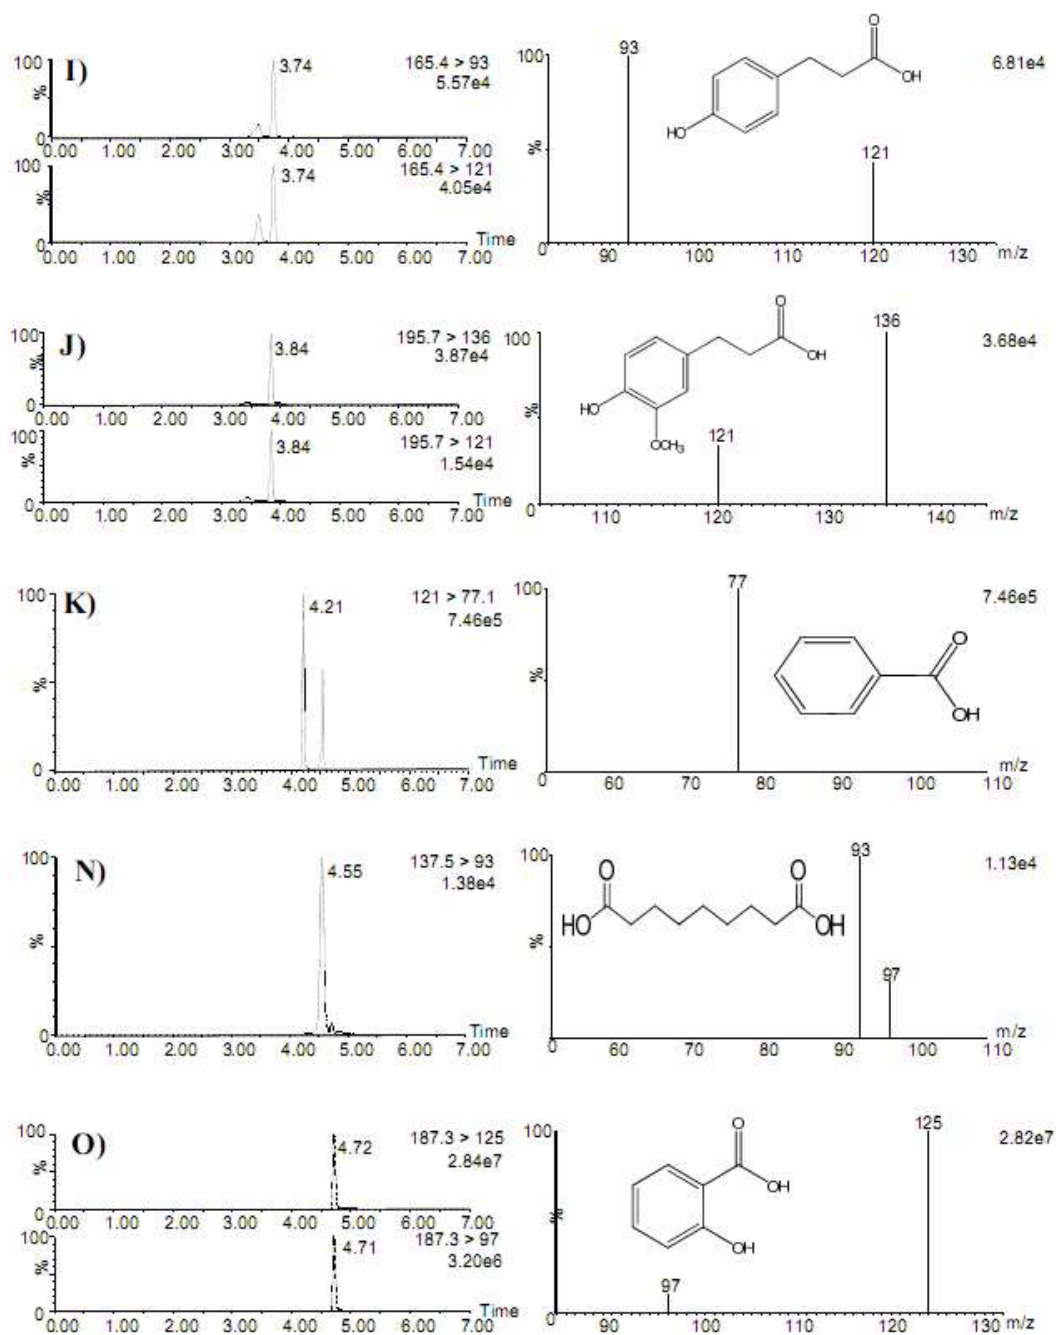 I)
100
%
0
3.74
165.4 > 93
5.57e4
0.00 1.00 2.00 3.00 4.00 5.00 6.00 7.00
100
%
0
3.74
165.4 > 121
4.05e4
Time
0.00 1.00 2.00 3.00 4.00 5.00 6.00 7.00
100
%
0
93
121
6.81e4
O
OH
HO
90 100 110 120 130 m/z
J)
100
%
0
3.84
195.7 > 136
3.87e4
0.00 1.00 2.00 3.00 4.00 5.00 6.00 7.00
100
%
0
3.84
195.7 > 121
1.54e4
Time
0.00 1.00 2.00 3.00 4.00 5.00 6.00 7.00
100
%
0
136
121
3.68e4
O
OH
HO
OCH3
110 120 130 140 m/z
K)
100
%
0
4.21
121 > 77.1
7.46e5
Time
0.00 1.00 2.00 3.00 4.00 5.00 6.00 7.00
100
%
0
77
7.46e5
O
OH
60 70 80 90 100 110 m/z
N)
100
%
0
4.55
137.5 > 93
1.38e4
Time
0.00 1.00 2.00 3.00 4.00 5.00 6.00 7.00
100
%
0
93
97
1.13e4
O O
HO OH
60 70 80 90 100 110 m/z
O)
100
%
0
4.72
187.3 > 125
2.84e7
0.00 1.00 2.00 3.00 4.00 5.00 6.00 7.00
100
%
0
4.71
187.3 > 97
3.20e6
Time
0.00 1.00 2.00 3.00 4.00 5.00 6.00 7.00
100
%
0
125
97
2.82e7
O
OH
OH
90 100 110 120 130 m/z